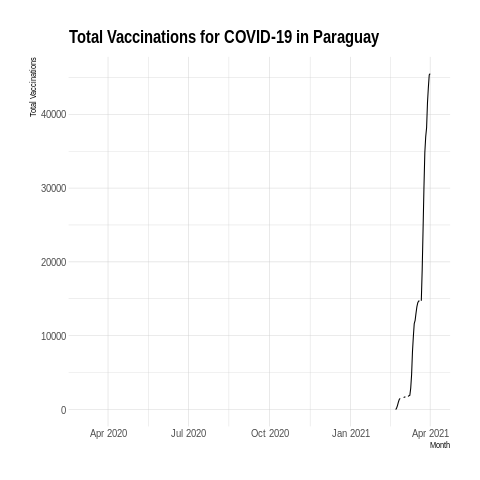 Total Vaccinations for COVID-19 in Paraguay
Total Vaccinations
40000
30000
20000
10000
0
Apr 2020 Jul 2020 Oct 2020 Jan 2021 Apr 2021
Month